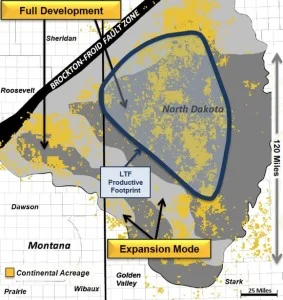 Full Development
Sheridan
BROCKTON-FROID FAULT ZONE
Roosevelt
North Dakota
LTF
Productive
Footprint
120 Miles
Dawson
Montana
Expansion Mode
Continental Acreage
Golden
Valley
Stark
Prairie
Wibaux
25 Miles